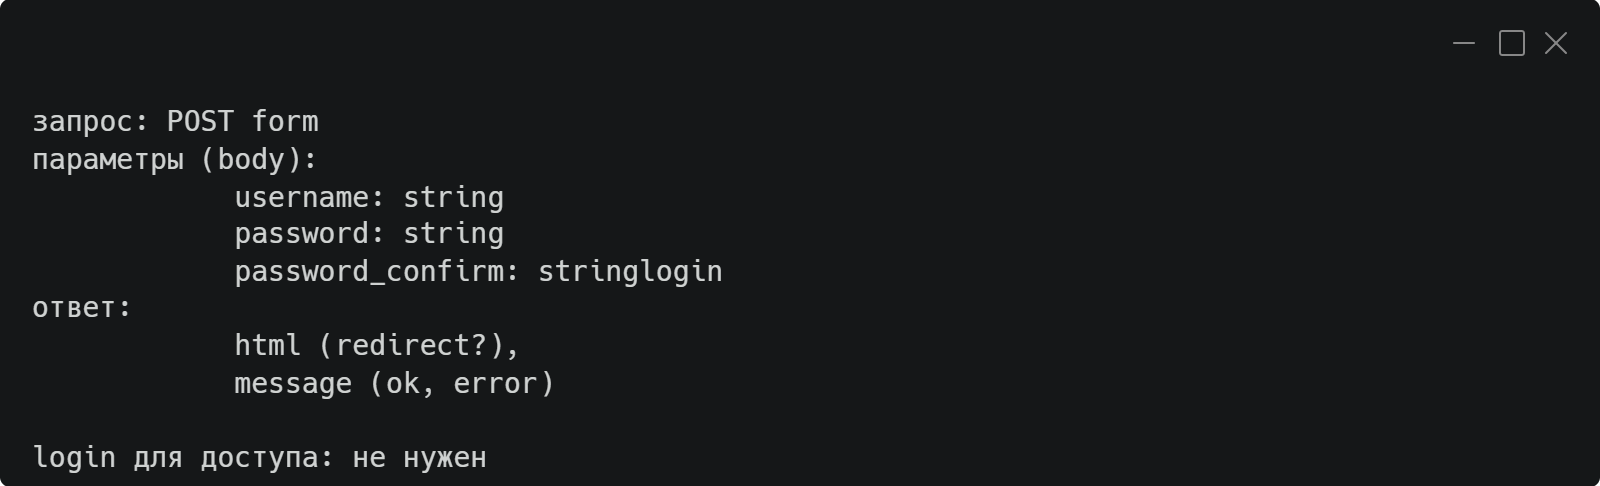 запрос: POST form
параметры (body):
username: string
password: string
password_confirm: stringlogin
ответ:
html (redirect?),
message (ok, error)
login для доступа: не нужен